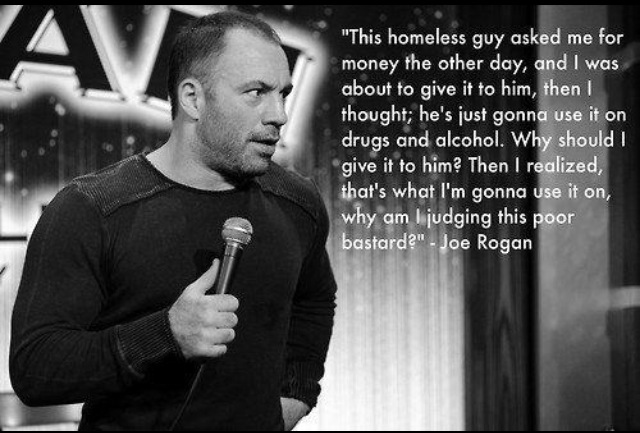 "This homeless guy asked me for
money the other day, and I was
about to give it to him, then I
thought; he's just gonna use it on
drugs and alcohol. Why should I
give it to him? Then I realized,
that's what I'm gonna use it on,
why am I judging this poor
bastard?" - Joe Rogan